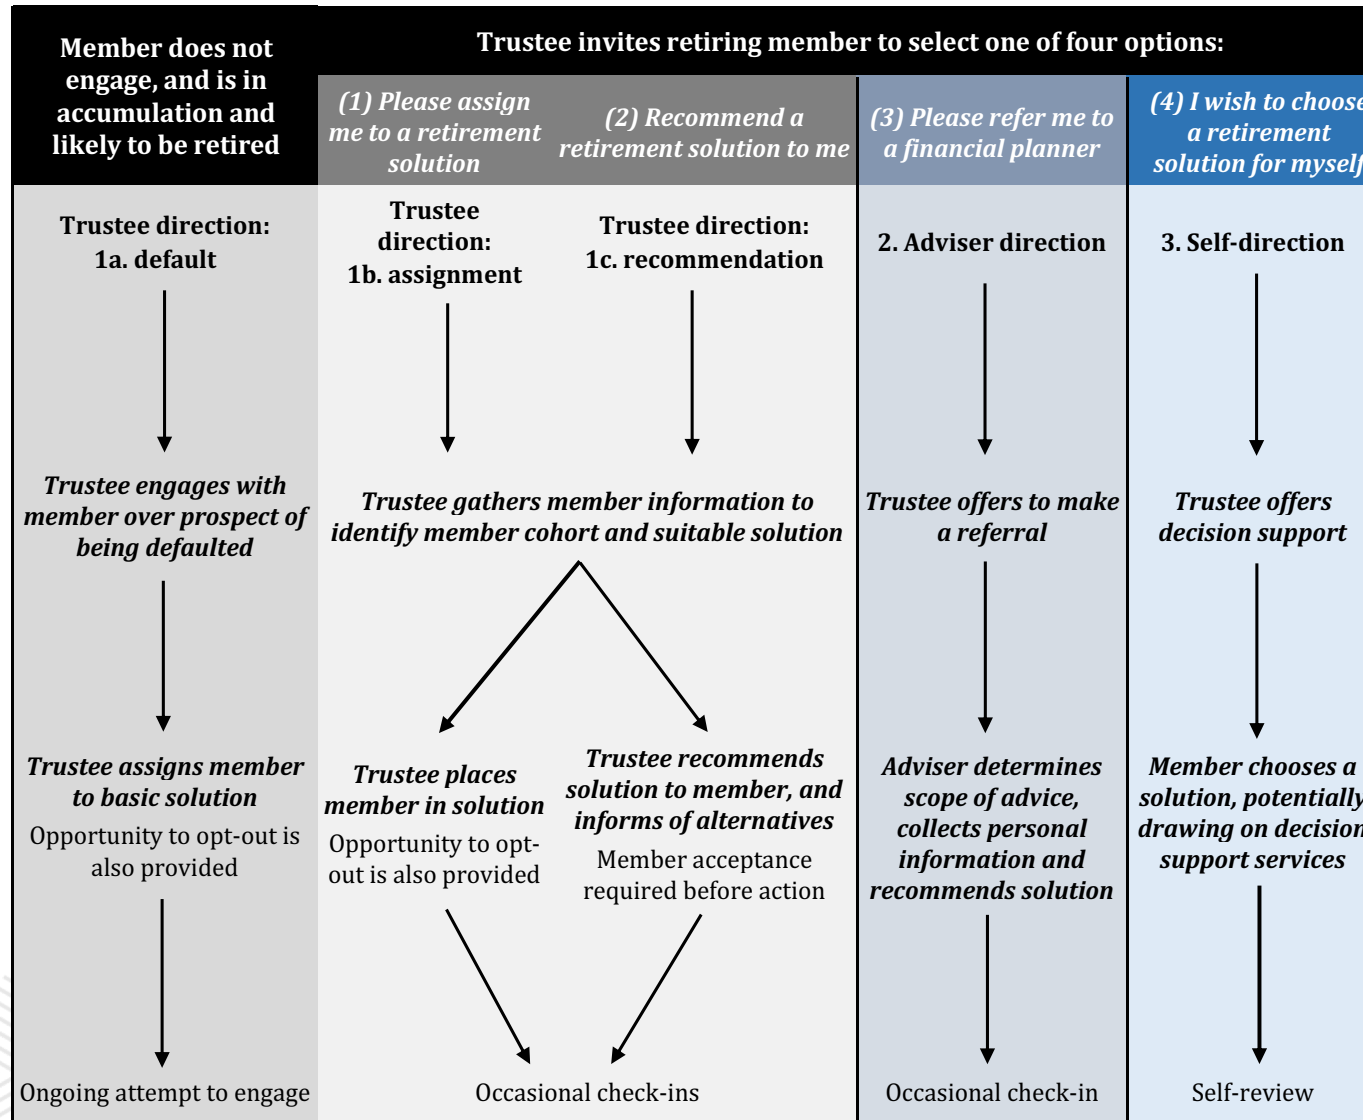 Member does not
engage, and is in
accumulation and
likely to be retired
Trustee invites retiring member to select one of four options:
(1) Please assign
me to a retirement
solution
(2) Recommend a
retirement solution to me
(3) Please refer me to
a financial planner
(4) I wish to choose
a retirement
solution for myself
Trustee direction:
1a. default
Trustee
direction:
1b. assignment
Trustee direction:
1c. recommendation
2. Adviser direction
3. Self-direction
Trustee engages with
member over prospect of
being defaulted
Trustee gathers member information to
identify member cohort and suitable solution
Trustee offers to make
a referral
Trustee offers
decision support
Trustee assigns member
to basic solution
Opportunity to opt-out is
also provided
Trustee places
member in solution
Opportunity to opt-
out is also provided
Trustee recommends
solution to member, and
informs of alternatives
Member acceptance
required before action
Adviser determines
scope of advice,
collects personal
information and
recommends solution
Member chooses a
solution, potentially
drawing on decision
support services
Ongoing attempt to engage
Occasional check-ins
Occasional check-in
Self-review